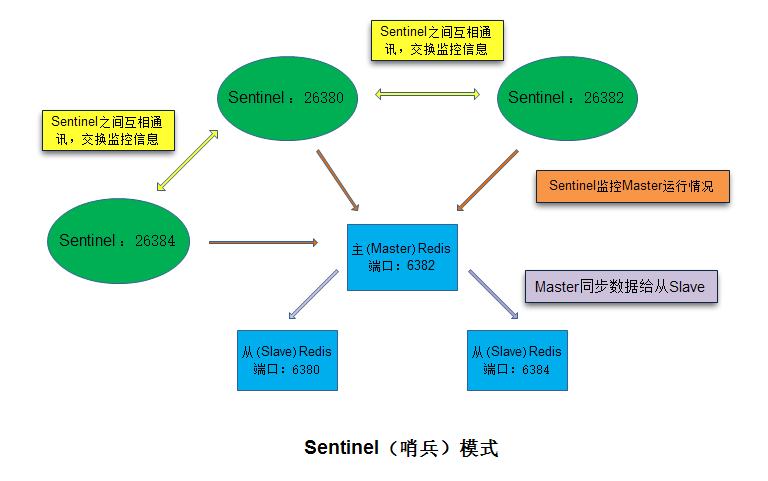 Sentinel之间互相通
讯，交换监控信息
Sentinel：26380
Sentinel：26382
Sentinel之间互相通
讯，交换监控信息
Sentinel监控Master运行情况
Sentinel：26384
主(Master)Redis
端口：6382
Master同步数据给从Slave
从(Slave)Redis
端口：6380
从(Slave)Redis
端口：6384
Sentinel（哨兵）模式